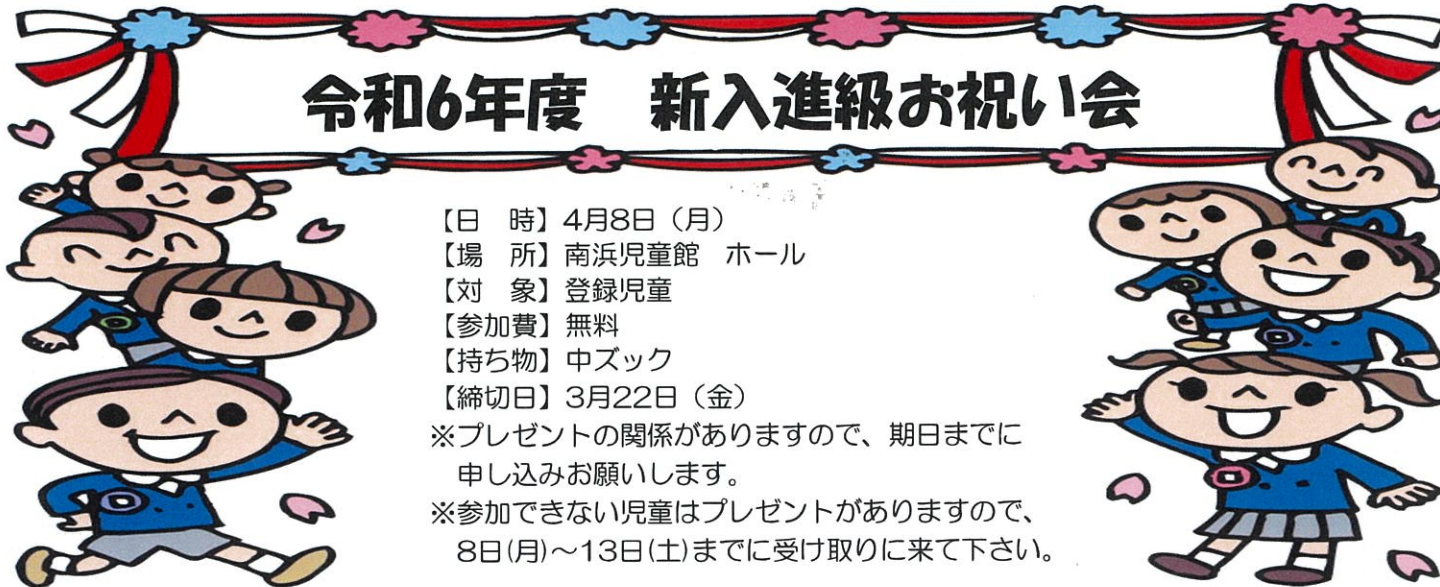 令和6年度　新入進級お祝い会
【日　時】4月8日（月）
【場　所】南浜児童館　ホール
【対　象】登録児童
【参加費】無料
【持ち物】中ズック
【締切日】3月22日（金）
※プレゼントの関係がありますので、期日までに
申し込みお願いします。
※参加できない児童はプレゼントがありますので、
8日(月)～13日(土)までに受け取りに来て下さい。